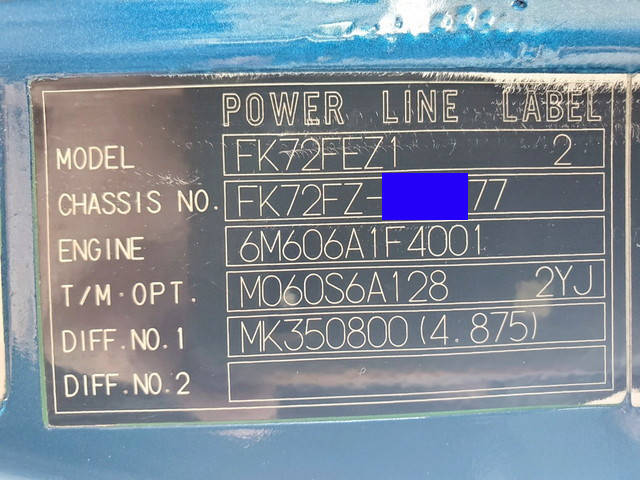 POWER LINE LABEL
MODEL FK72FEZ1 2
CHASSIS NO. FK72FZ- 77
ENGINE 6M606A1F4001
T/M·OPT. M060S6A128 2YJ
DIFF.NO.1 MK350800(4.875)
DIFF.NO.2